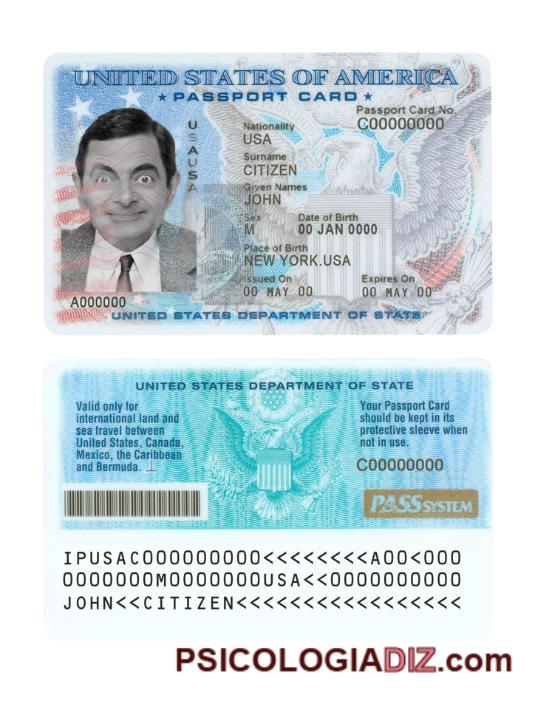 UNITED STATES OF AMERICA
★ PASSPORT CARD ★
Passport Card No.
C00000000
USAUSA
Nationality
USA
Surname
CITIZEN
Given Names
JOHN
Sex Date of Birth
M 00 JAN 0000
Place of Birth
NEW YORK.USA
Issued On Expires On
00 MAY 00 00 MAY 00
A000000
UNITED STATES DEPARTMENT OF STATE
UNITED STATES DEPARTMENT OF STATE
Valid only for
international land and
sea travel between
United States, Canada,
Mexico, the Caribbean
and Bermuda.
Your Passport Card
should be kept in its
protective sleeve when
not in use.
C00000000
PASS SYSTEM
IPUSAC000000000<<<<<<<<A00<000
0000000M0000000USA<<0000000000
JOHN<<CITIZEN<<<<<<<<<<<<<<<<<
PSICOLOGIADIZ.com